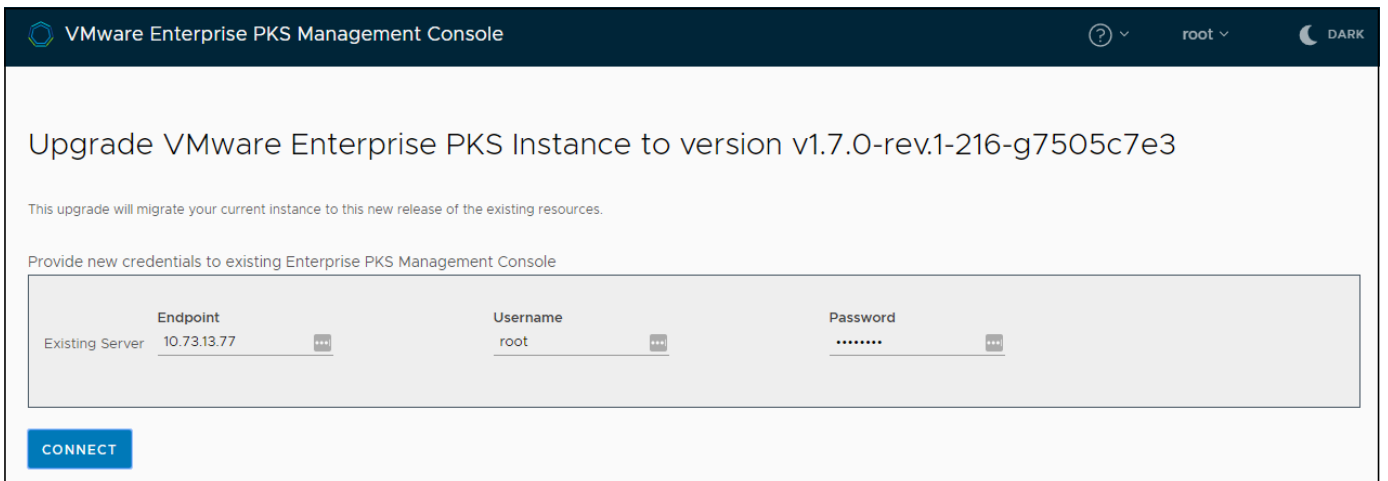 VMware Enterprise PKS Management Console
? root DARK
Upgrade VMware Enterprise PKS Instance to version v1.7.0-rev.1-216-g7505c7e3
This upgrade will migrate your current instance to this new release of the existing resources.
Provide new credentials to existing Enterprise PKS Management Console
Endpoint Username Password
Existing Server 10.73.13.77 root ••••••••
CONNECT